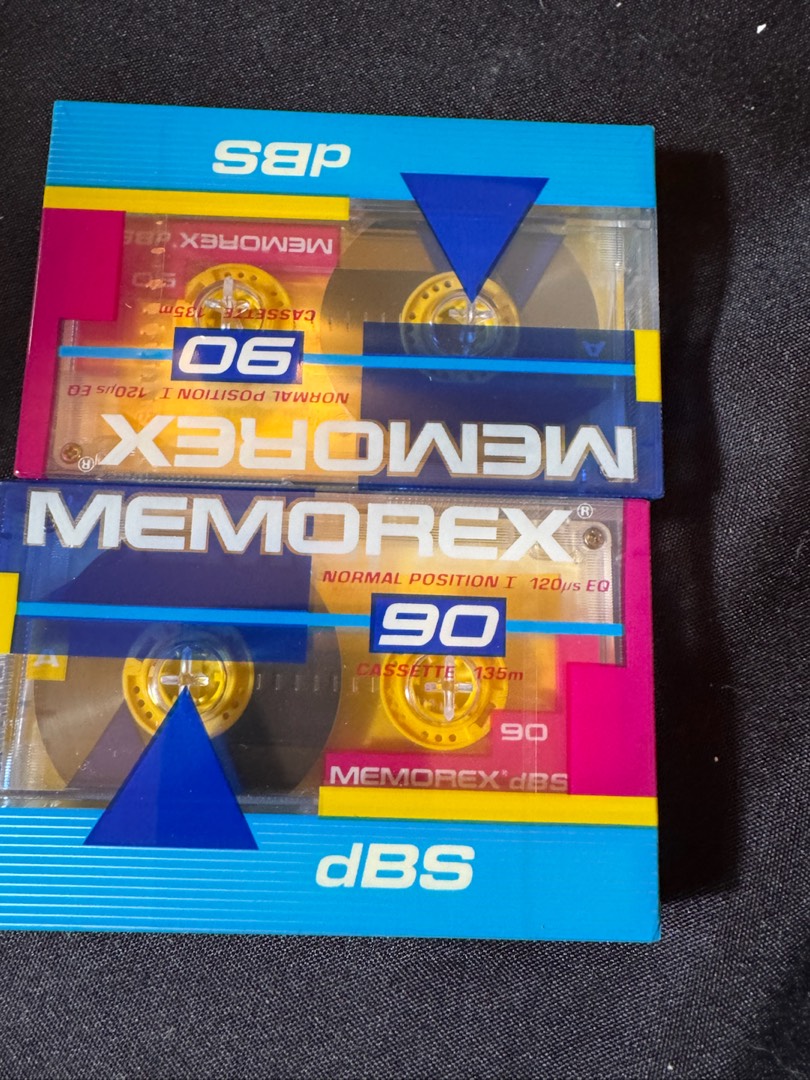 dBS
MEMOREX dBS
90
CASSETTE 135m
90
A
NORMAL POSITION I 120µs EQ
MEMOREX®
MEMOREX®
NORMAL POSITION I 120µs EQ
90
A
CASSETTE 135m
90
MEMOREX® dBS
dBS